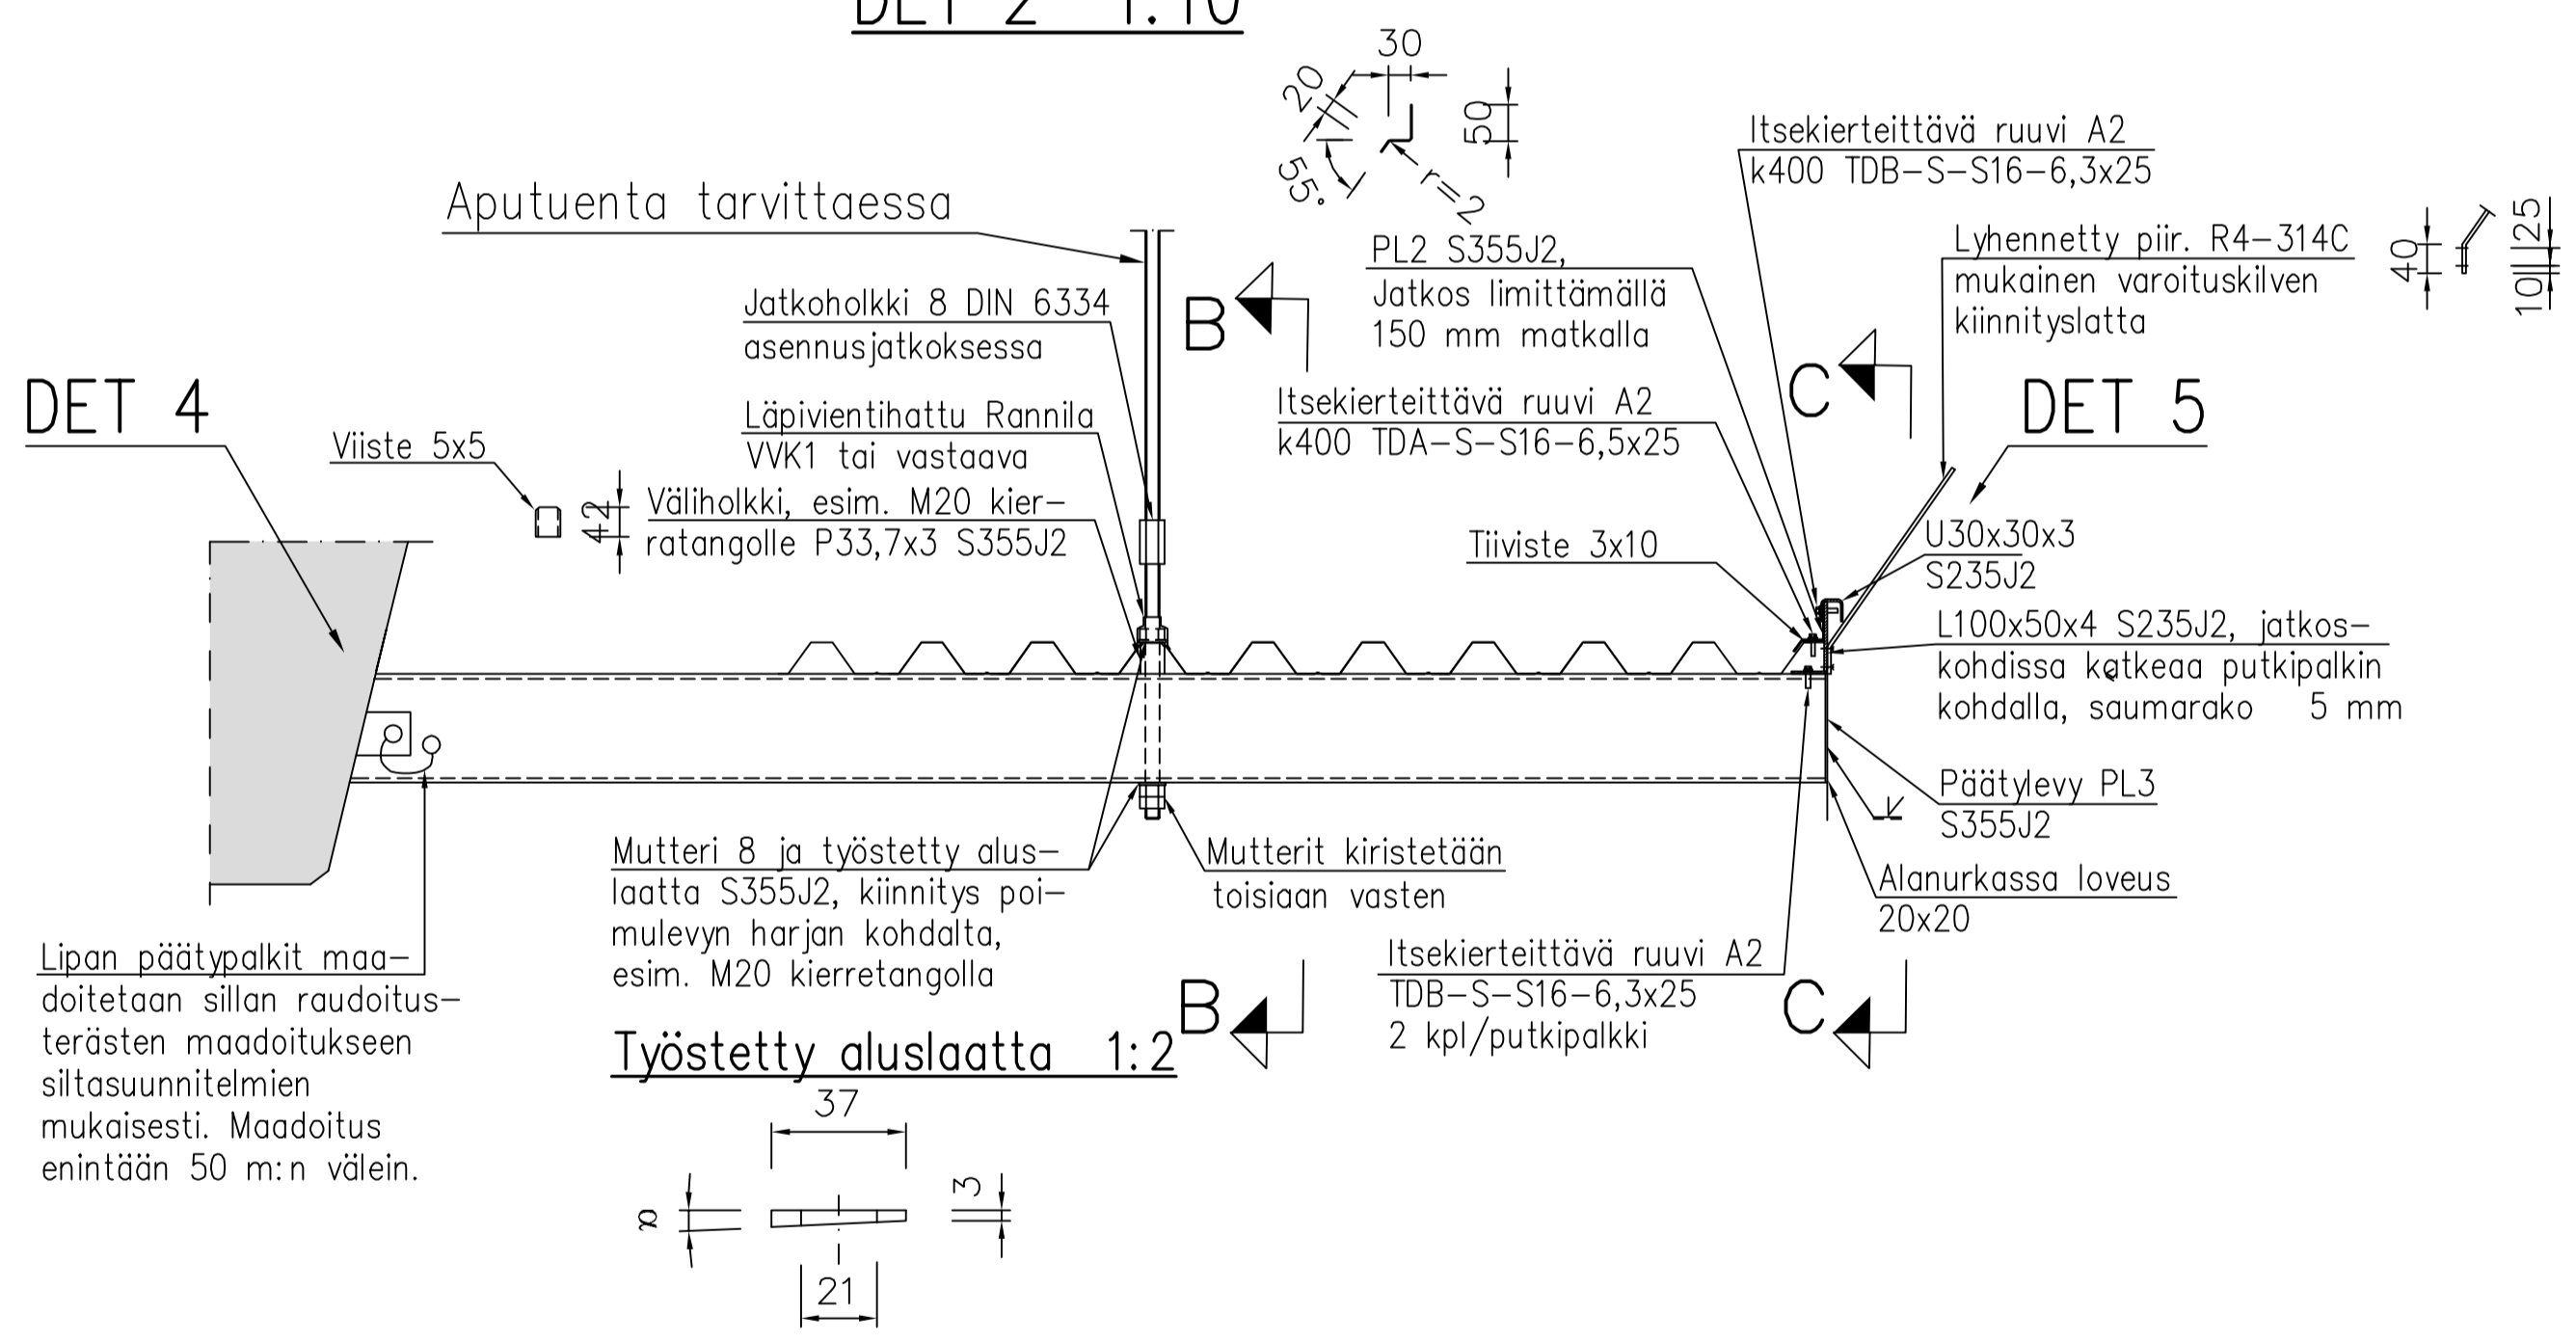 DET 2 1:10
30
20
50
55°
r=2
Itsekierteittävä ruuvi A2
k400 TDB-S-S16-6,3x25
Aputuenta tarvittaessa
PL2 S355J2,
Jatkos limittämällä
150 mm matkalla
Lyhennetty piir. R4-314C
mukainen varoituskilven
kiinnityslatta
40
25
10
Jatkoholkki 8 DIN 6334
asennusjatkoksessa
B
C
DET 4
DET 5
Itsekierteittävä ruuvi A2
k400 TDA-S-S16-6,5x25
Läpivientihattu Rannila
VVK1 tai vastaava
Viiste 5x5
42
Väliholkki, esim. M20 kier-
ratangolle P33,7x3 S355J2
Tiiviste 3x10
U30x30x3
S235J2
L100x50x4 S235J2, jatkos-
kohdissa katkeaa putkipalkin
kohdalla, saumarako 5 mm
Päätylevy PL3
S355J2
Mutteri 8 ja työstetty alus-
laatta S355J2, kiinnitys poi-
mulevyn harjan kohdalta,
esim. M20 kierretangolla
Mutterit kiristetään
toisiaan vasten
Alanurkassa loveus
20x20
Lipan päätypalkit maa-
doitetaan sillan raudoitus-
terästen maadoitukseen
siltasuunnitelmien
mukaisesti. Maadoitus
enintään 50 m:n välein.
Itsekierteittävä ruuvi A2
TDB-S-S16-6,3x25
2 kpl/putkipalkki
B
C
Työstetty aluslaatta 1:2
37
α
3
21